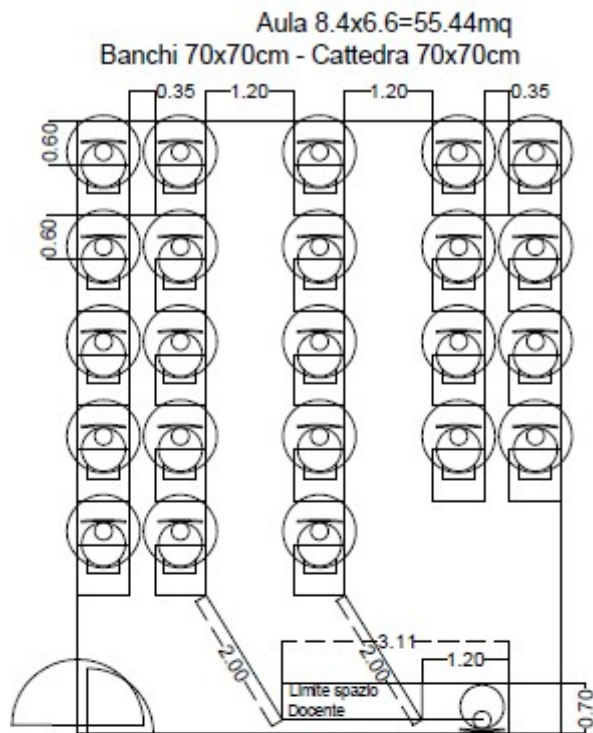 Aula 8.4x6.6=55.44mq
Banchi 70x70cm - Cattedra 70x70cm
0.35 1.20 1.20 0.35
0.60
0.60
2.00
2.00
3.11
1.20
Limite spazio
Docente
0.70